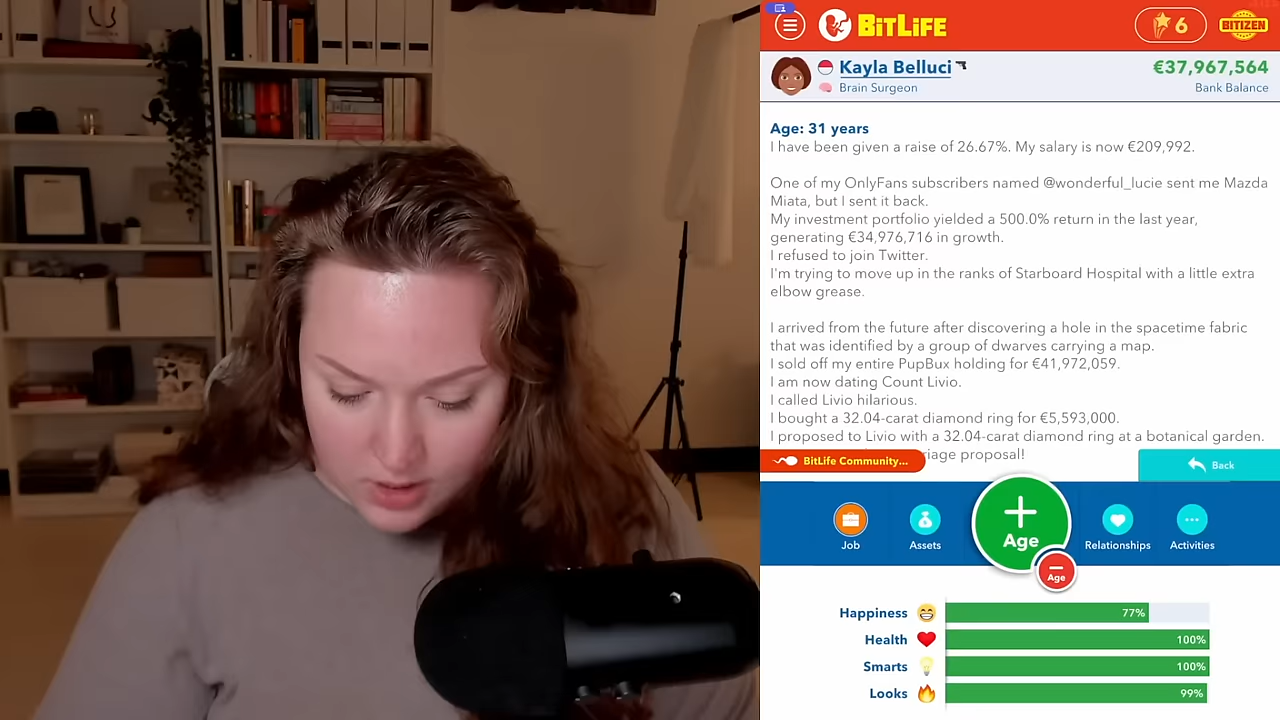 BITLIFE
6
BITIZEN
Kayla Belluci
€37,967,564
Brain Surgeon
Bank Balance
Age: 31 years
I have been given a raise of 26.67%. My salary is now €209,992.
One of my OnlyFans subscribers named @wonderful_lucie sent me Mazda
Miata, but I sent it back.
My investment portfolio yielded a 500.0% return in the last year,
generating €34,976,716 in growth.
I refused to join Twitter.
I'm trying to move up in the ranks of Starboard Hospital with a little extra
elbow grease.
I arrived from the future after discovering a hole in the spacetime fabric
that was identified by a group of dwarves carrying a map.
I sold off my entire PupBux holding for €41,972,059.
I am now dating Count Livio.
I called Livio hilarious.
I bought a 32.04-carat diamond ring for €5,593,000.
I proposed to Livio with a 32.04-carat diamond ring at a botanical garden.
riage proposal!
BitLife Community...
Back
Job
Assets
+
Age
Relationships
Activities
−
Age
Happiness
77%
Health
100%
Smarts
100%
Looks
99%